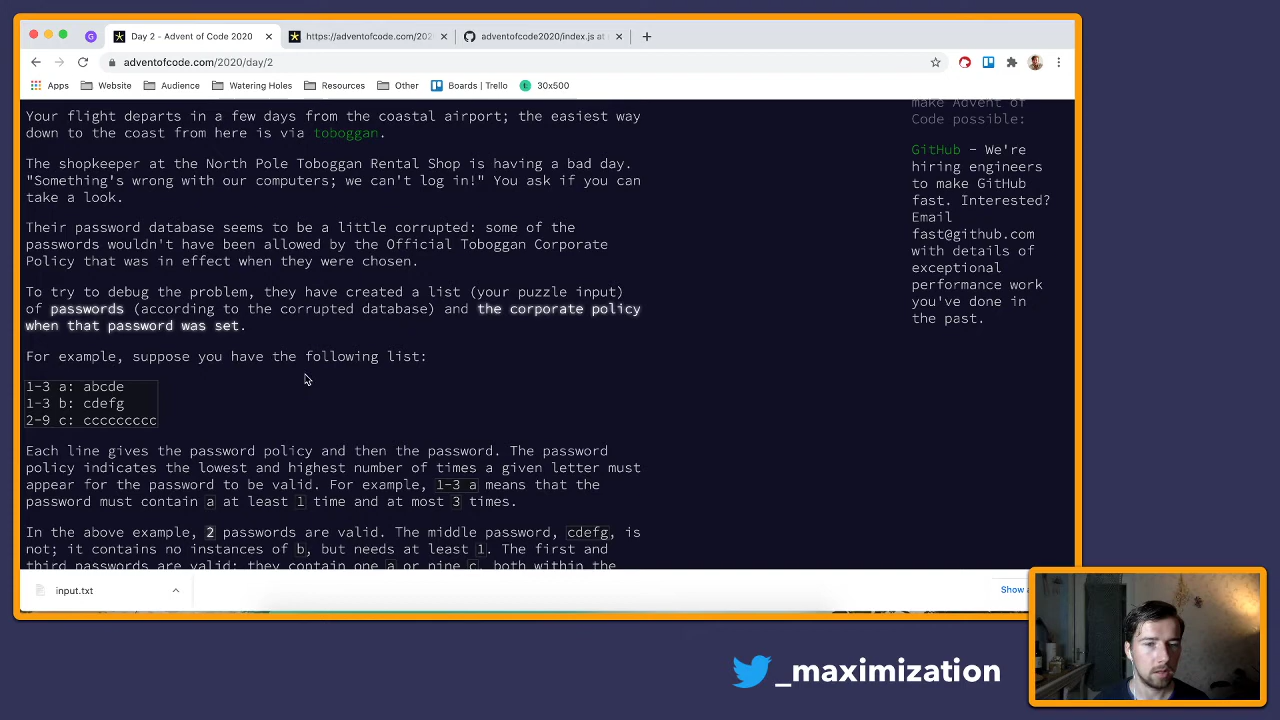 Day 2 - Advent of Code 2020
https://adventofcode.com/202
adventofcode2020/index.js at
adventofcode.com/2020/day/2
Apps
Website
Audience
Watering Holes
Resources
Other
Boards | Trello
30x500
Your flight departs in a few days from the coastal airport; the easiest way
down to the coast from here is via toboggan.
The shopkeeper at the North Pole Toboggan Rental Shop is having a bad day.
"Something's wrong with our computers; we can't log in!" You ask if you can
take a look.
Their password database seems to be a little corrupted: some of the
passwords wouldn't have been allowed by the Official Toboggan Corporate
Policy that was in effect when they were chosen.
To try to debug the problem, they have created a list (your puzzle input)
of passwords (according to the corrupted database) and the corporate policy
when that password was set.
For example, suppose you have the following list:
1-3 a: abcde
1-3 b: cdefg
2-9 c: ccccccccc
Each line gives the password policy and then the password. The password
policy indicates the lowest and highest number of times a given letter must
appear for the password to be valid. For example, 1-3 a means that the
password must contain a at least 1 time and at most 3 times.
In the above example, 2 passwords are valid. The middle password, cdefg, is
not; it contains no instances of b, but needs at least 1. The first and
third passwords are valid: they contain one a or nine c, both within the
make Advent of
Code possible:
GitHub - We're
hiring engineers
to make GitHub
fast. Interested?
Email
fast@github.com
with details of
exceptional
performance work
you've done in
the past.
input.txt
Show
_maximization